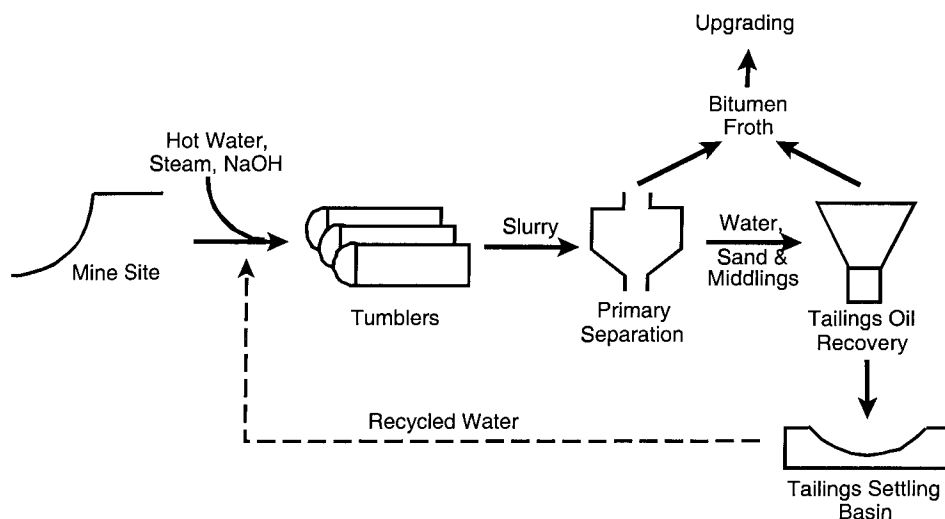 Upgrading
Bitumen
Froth
Hot Water,
Steam, NaOH
Mine Site
Tumblers
Slurry
Primary
Separation
Water,
Sand &
Middlings
Tailings Oil
Recovery
Recycled Water
Tailings Settling
Basin